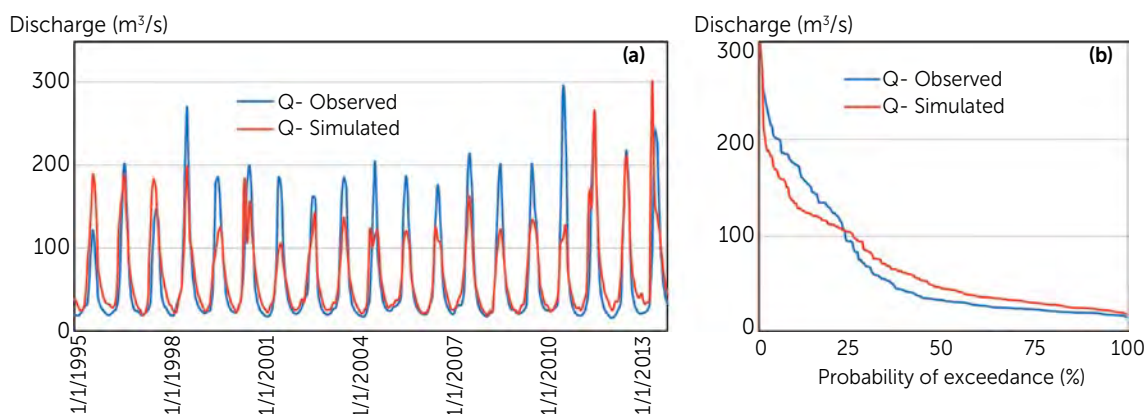 Discharge (m³/s)
(a)
300
200
100
0
Q- Observed
Q- Simulated
1/1/1995
1/1/1998
1/1/2001
1/1/2004
1/1/2007
1/1/2010
1/1/2013
Discharge (m³/s)
(b)
300
200
100
0
Q- Observed
Q- Simulated
0 25 50 75 100
Probability of exceedance (%)